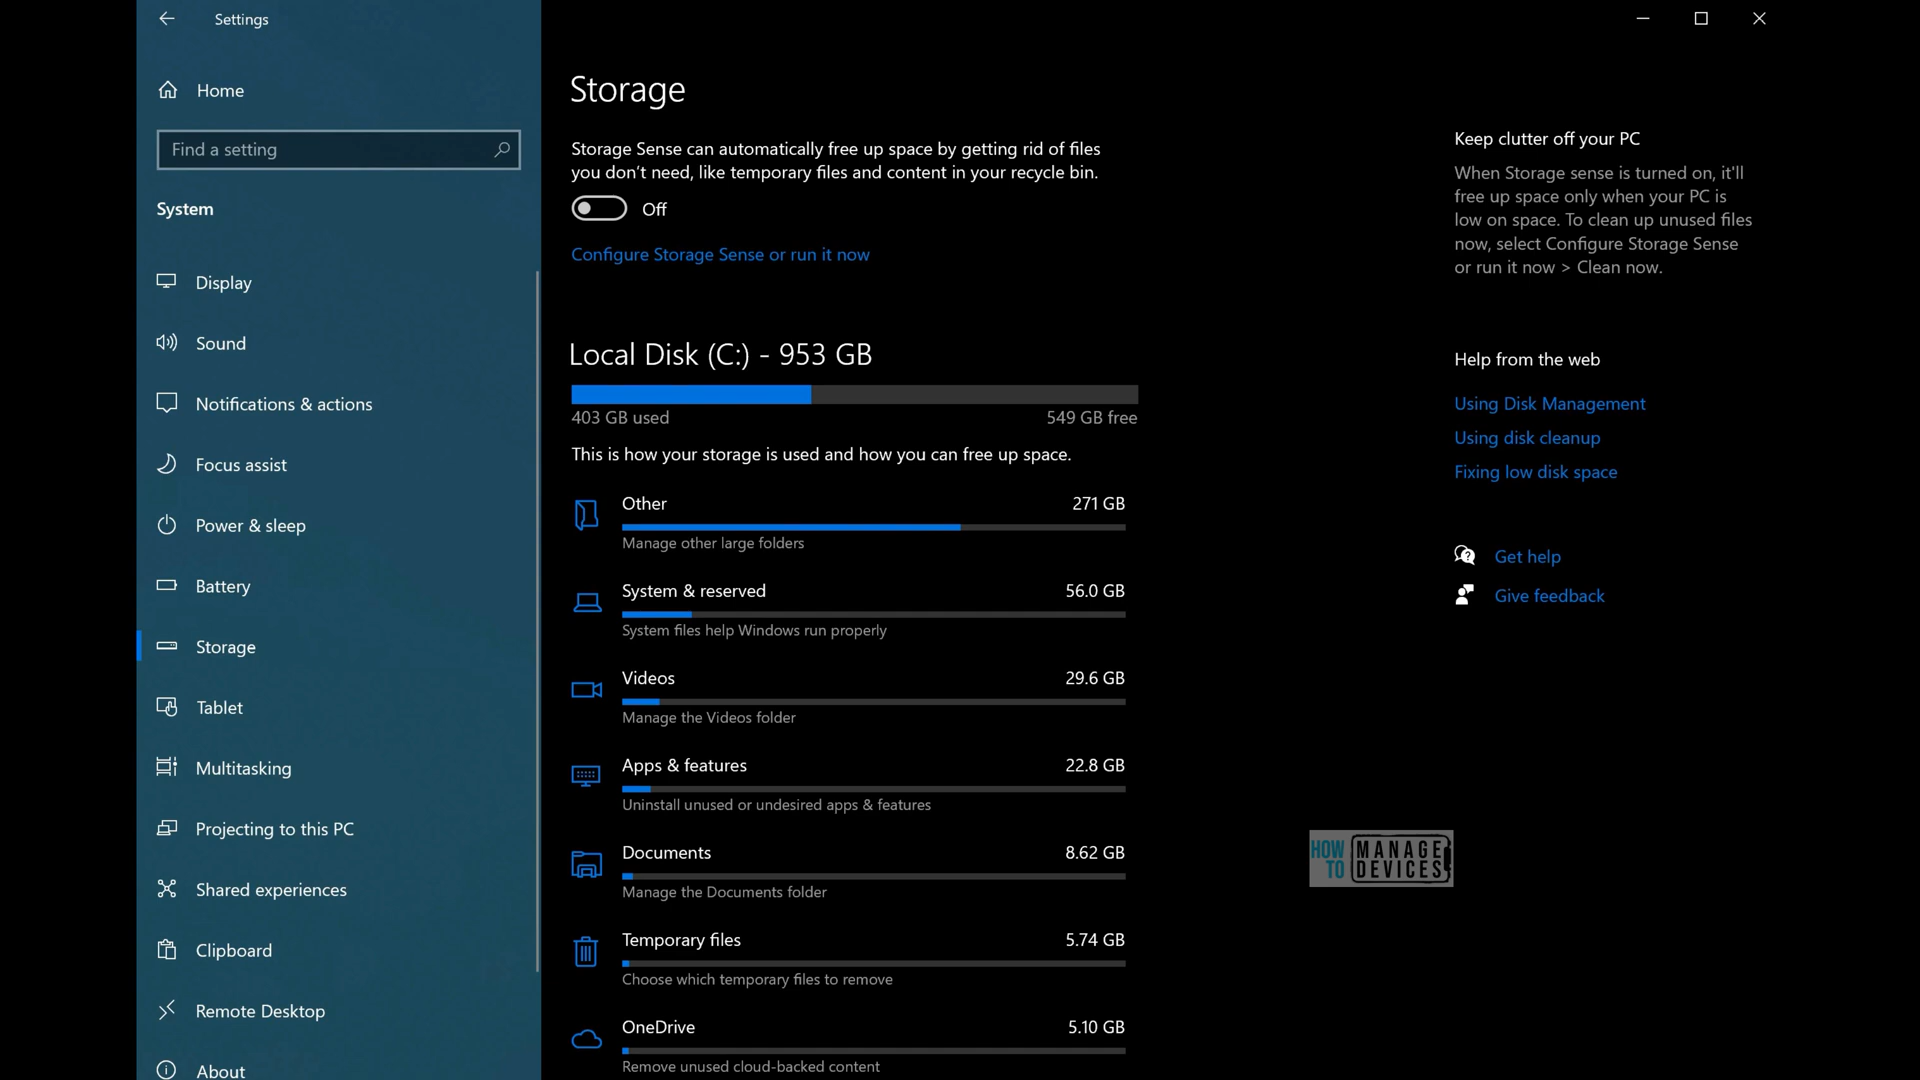 Settings
Home
Find a setting
System
Display
Sound
Notifications & actions
Focus assist
Power & sleep
Battery
Storage
Tablet
Multitasking
Projecting to this PC
Shared experiences
Clipboard
Remote Desktop
About
Storage
Storage Sense can automatically free up space by getting rid of files
you don't need, like temporary files and content in your recycle bin.
Off
Configure Storage Sense or run it now
Local Disk (C:) - 953 GB
403 GB used 549 GB free
This is how your storage is used and how you can free up space.
Other 271 GB
Manage other large folders
System & reserved 56.0 GB
System files help Windows run properly
Videos 29.6 GB
Manage the Videos folder
Apps & features 22.8 GB
Uninstall unused or undesired apps & features
Documents 8.62 GB
Manage the Documents folder
Temporary files 5.74 GB
Choose which temporary files to remove
OneDrive 5.10 GB
Remove unused cloud-backed content
Keep clutter off your PC
When Storage sense is turned on, it'll
free up space only when your PC is
low on space. To clean up unused files
now, select Configure Storage Sense
or run it now > Clean now.
Help from the web
Using Disk Management
Using disk cleanup
Fixing low disk space
Get help
Give feedback
HOW TO
MANAGE
DEVICES